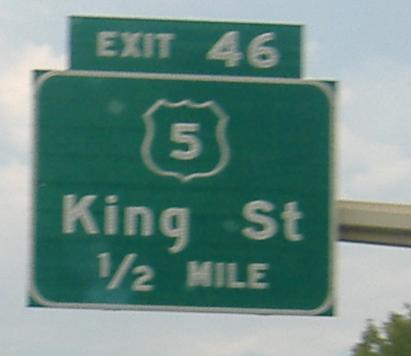 EXIT 46
5
King St
1/2 MILE